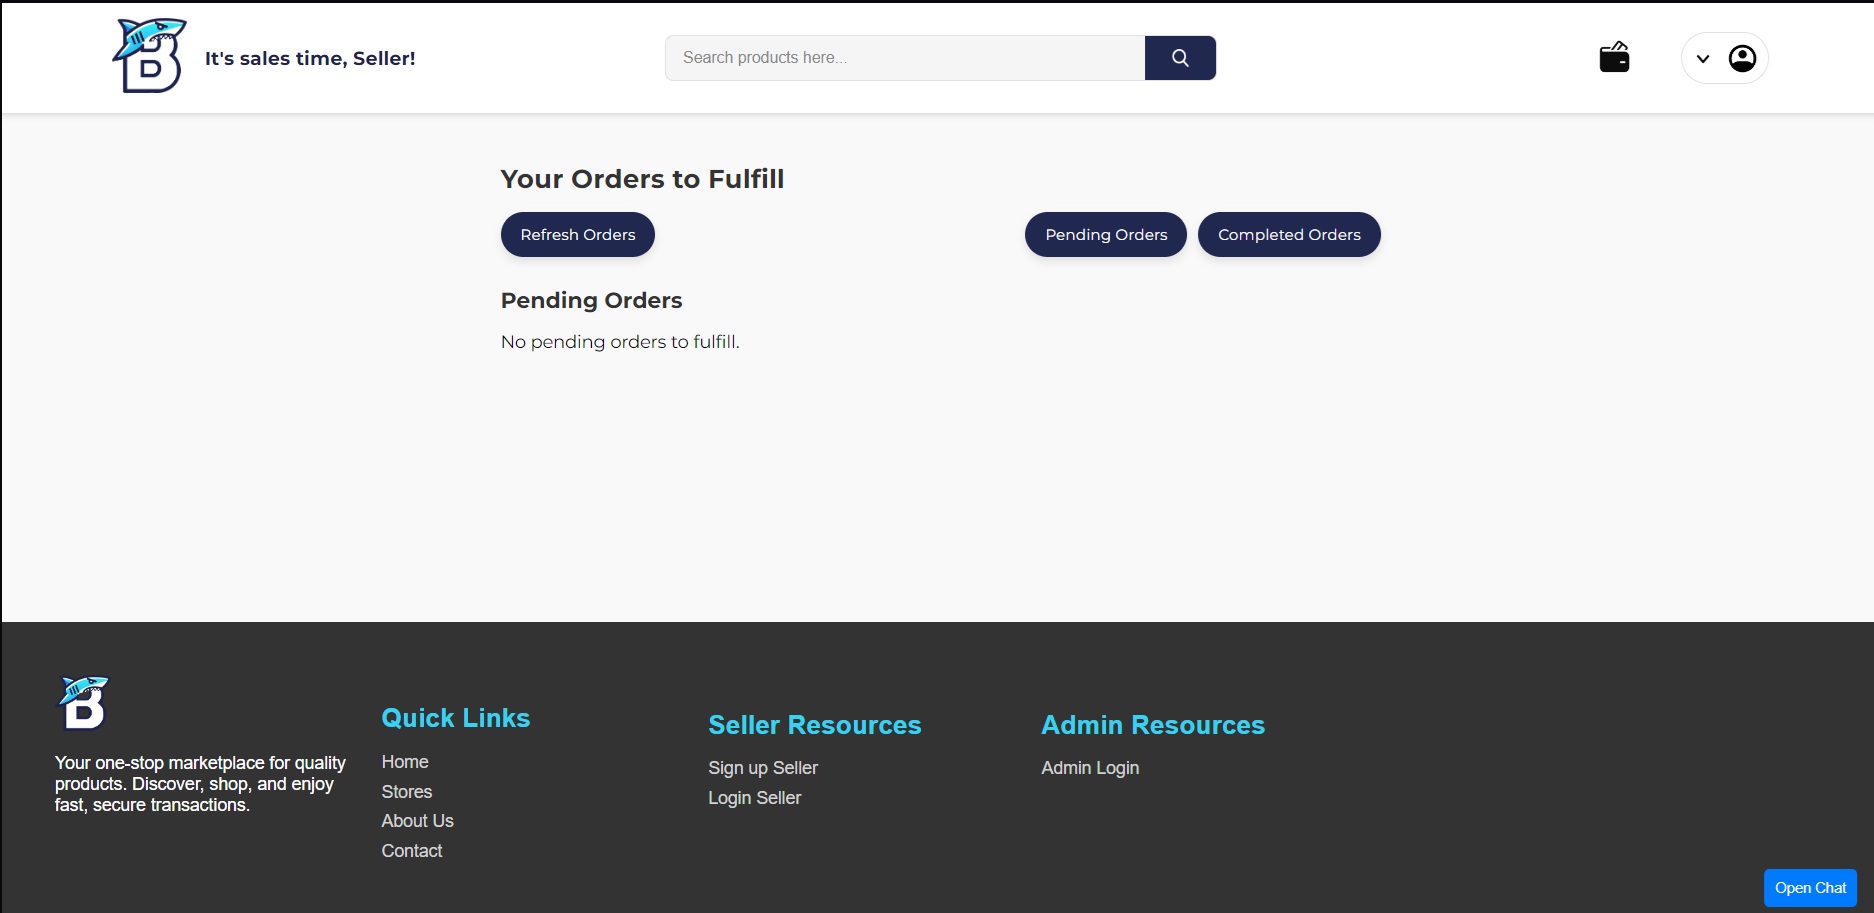 B
It's sales time, Seller!
Search products here...
Your Orders to Fulfill
Refresh Orders
Pending Orders
Completed Orders
Pending Orders
No pending orders to fulfill.
B
Your one-stop marketplace for quality
products. Discover, shop, and enjoy
fast, secure transactions.
Quick Links
Home
Stores
About Us
Contact
Seller Resources
Sign up Seller
Login Seller
Admin Resources
Admin Login
Open Chat